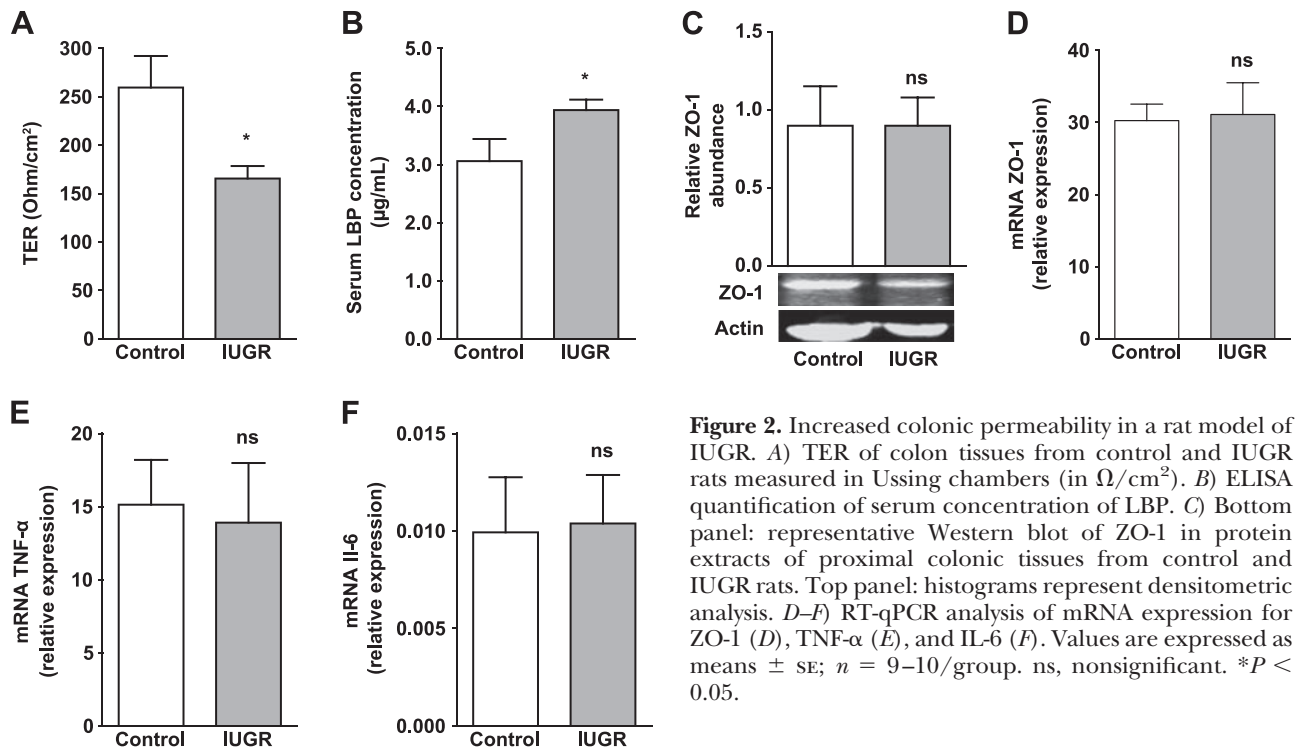 A
300
250
200
150
100
50
0
TER (Ohm/cm²)
*
Control IUGR
B
5.0
4.0
3.0
2.0
1.0
0.0
Serum LBP concentration
(µg/mL)
*
Control IUGR
C
1.5
1.0
0.5
0.0
Relative ZO-1
abundance
ns
ZO-1
Actin
Control IUGR
D
40
30
20
10
0
mRNA ZO-1
(relative expression)
ns
Control IUGR
E
20
15
10
5
0
mRNA TNF-α
(relative expression)
ns
Control IUGR
F
0.015
0.010
0.005
0.000
mRNA Il-6
(relative expression)
ns
Control IUGR
Figure 2. Increased colonic permeability in a rat model of
IUGR. A) TER of colon tissues from control and IUGR
rats measured in Ussing chambers (in Ω/cm²). B) ELISA
quantification of serum concentration of LBP. C) Bottom
panel: representative Western blot of ZO-1 in protein
extracts of proximal colonic tissues from control and
IUGR rats. Top panel: histograms represent densitometric
analysis. D–F) RT-qPCR analysis of mRNA expression for
ZO-1 (D), TNF-α (E), and IL-6 (F). Values are expressed as
means ± SE; n = 9–10/group. ns, nonsignificant. *P <
0.05.